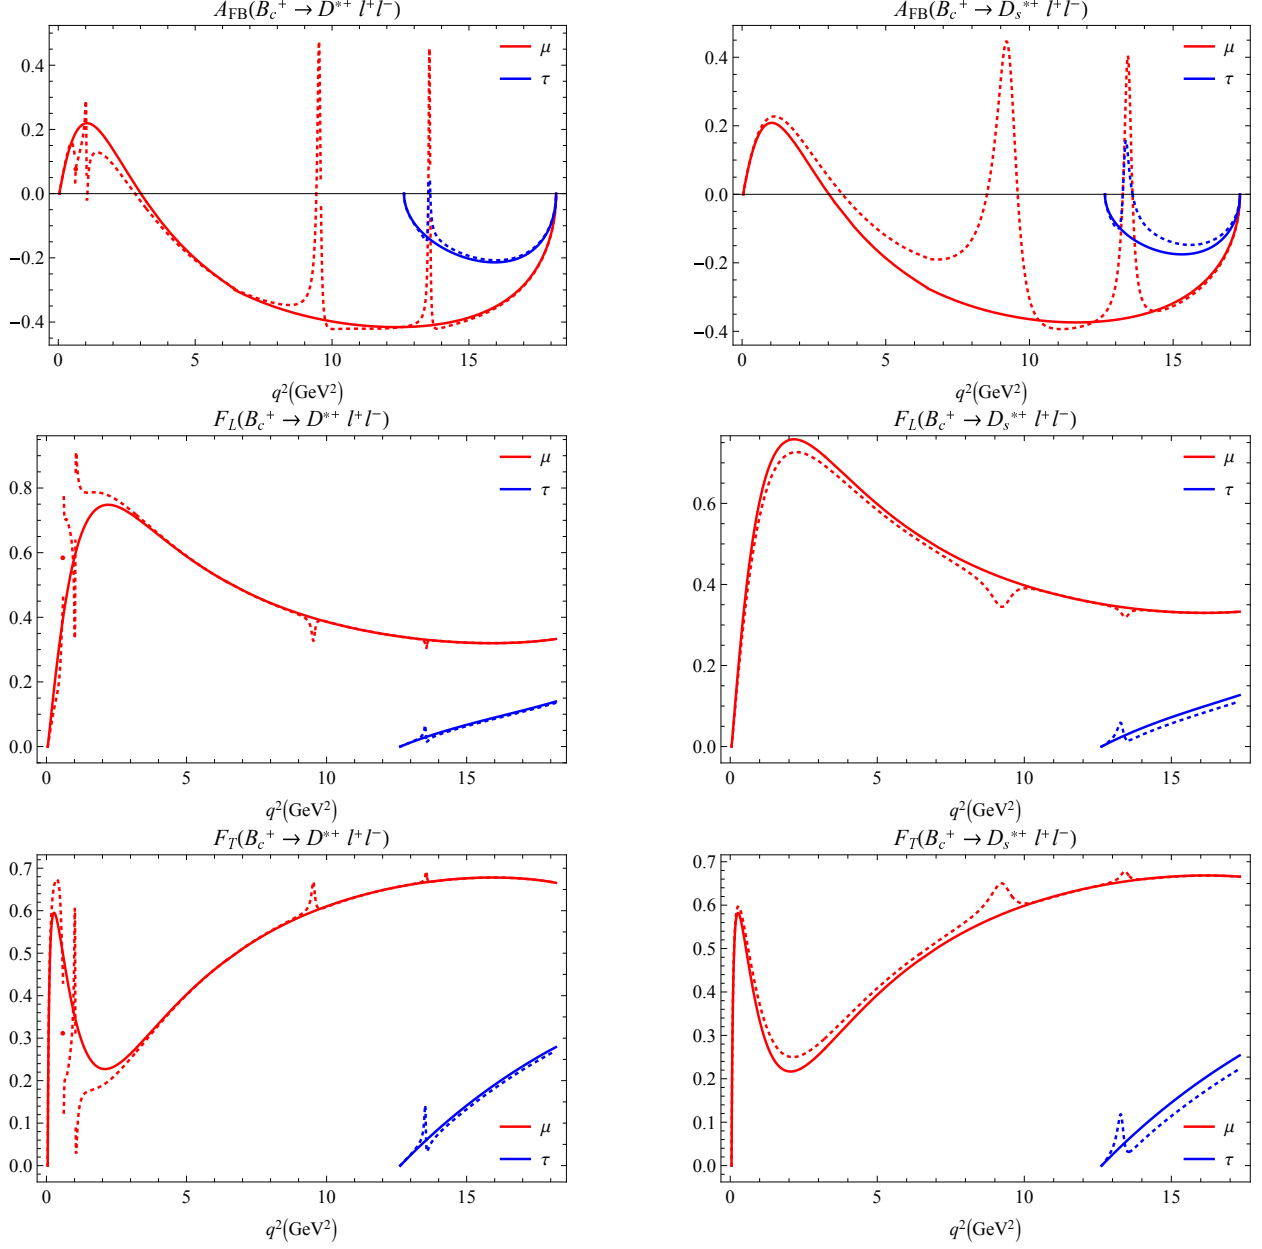 A_FB(B_c^+ → D^*+ l^+ l^−)
μ
τ
0.4
0.2
0.0
−0.2
−0.4
0
5
10
15
q^2(GeV^2)
A_FB(B_c^+ → D_s^*+ l^+ l^−)
μ
τ
0.4
0.2
0.0
−0.2
−0.4
0
5
10
15
q^2(GeV^2)
F_L(B_c^+ → D^*+ l^+ l^−)
μ
τ
0.8
0.6
0.4
0.2
0.0
0
5
10
15
q^2(GeV^2)
F_L(B_c^+ → D_s^*+ l^+ l^−)
μ
τ
0.6
0.4
0.2
0.0
0
5
10
15
q^2(GeV^2)
F_T(B_c^+ → D^*+ l^+ l^−)
0.7
0.6
0.5
0.4
0.3
0.2
0.1
0.0
μ
τ
0
5
10
15
q^2(GeV^2)
F_T(B_c^+ → D_s^*+ l^+ l^−)
0.7
0.6
0.5
0.4
0.3
0.2
0.1
0.0
μ
τ
0
5
10
15
q^2(GeV^2)